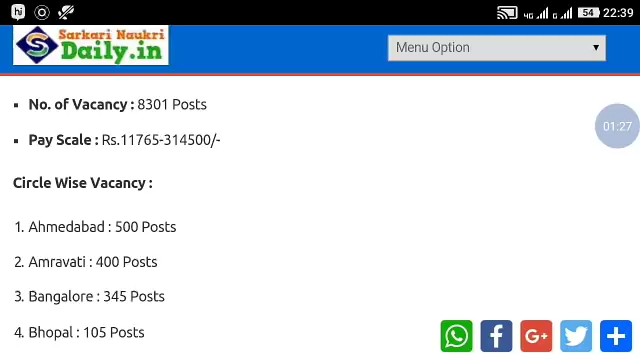 hi
4G
G
54
22:39
Sarkari Naukri
Daily.in
Menu Option
No. of Vacancy : 8301 Posts
01:27
Pay Scale : Rs.11765-314500/-
Circle Wise Vacancy :
1. Ahmedabad : 500 Posts
2. Amravati : 400 Posts
3. Bangalore : 345 Posts
4. Bhopal : 105 Posts
f
G+